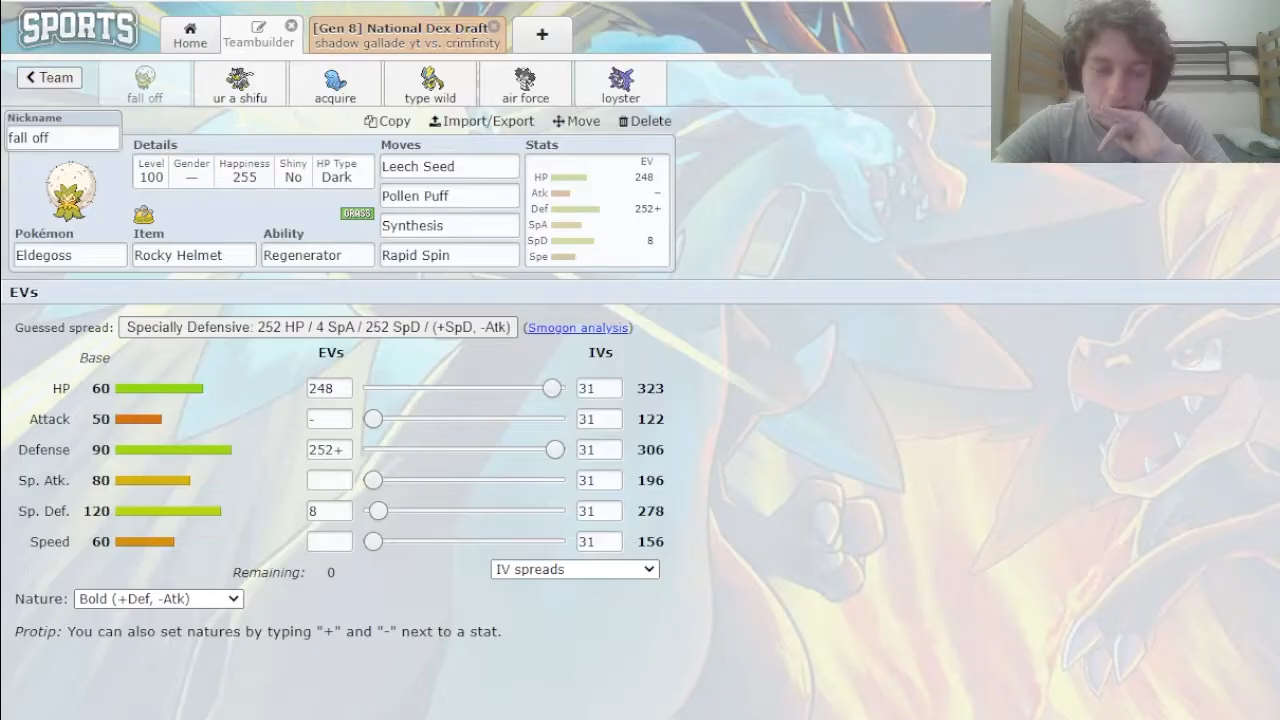 SPORTS
Home
Teambuilder
[Gen 8] National Dex Draft
shadow gallade yt vs. crimfinity
+
Team
fall off
ur a shifu
acquire
type wild
air force
loyster
Nickname
fall off
Copy Import/Export Move Delete
Details
Level Gender Happiness Shiny HP Type
100 — 255 No Dark
GRASS
Pokémon Item Ability
Eldegoss Rocky Helmet Regenerator
Moves
Leech Seed
Pollen Puff
Synthesis
Rapid Spin
Stats
EV
HP 248
Atk –
Def 252+
SpA
SpD 8
Spe
EVs
Guessed spread: Specially Defensive: 252 HP / 4 SpA / 252 SpD / (+SpD, -Atk) (Smogon analysis)
Base EVs IVs
HP 60 248 31 323
Attack 50 - 31 122
Defense 90 252+ 31 306
Sp. Atk. 80 31 196
Sp. Def. 120 8 31 278
Speed 60 31 156
Remaining: 0 IV spreads
Nature: Bold (+Def, -Atk)
Protip: You can also set natures by typing "+" and "-" next to a stat.